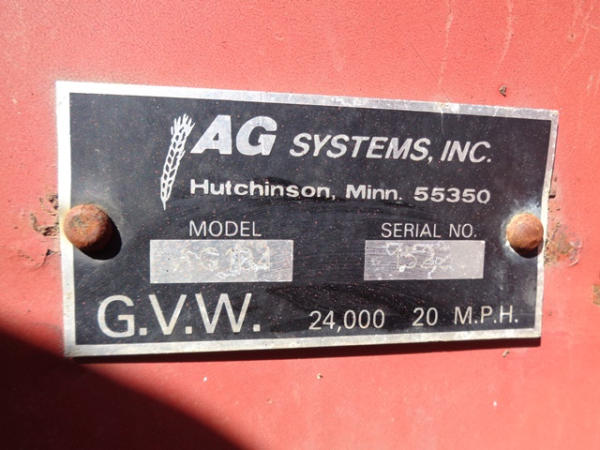 AG SYSTEMS, INC.
Hutchinson, Minn. 55350
MODEL SERIAL NO.
G.V.W. 24,000 20 M.P.H.